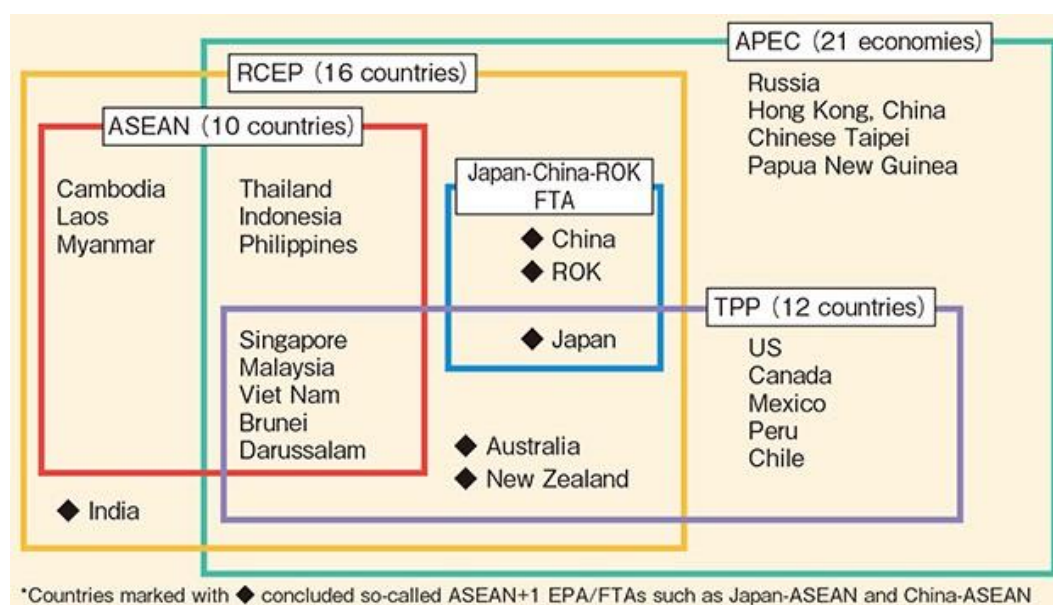 APEC (21 economies)
RCEP (16 countries)
Russia
Hong Kong, China
Chinese Taipei
Papua New Guinea
ASEAN (10 countries)
Cambodia
Laos
Myanmar
Thailand
Indonesia
Philippines
Japan-China-ROK
FTA
◆ China
◆ ROK
◆ Japan
TPP (12 countries)
US
Canada
Mexico
Peru
Chile
Singapore
Malaysia
Viet Nam
Brunei
Darussalam
◆ Australia
◆ New Zealand
◆ India
*Countries marked with ◆ concluded so-called ASEAN+1 EPA/FTAs such as Japan-ASEAN and China-ASEAN